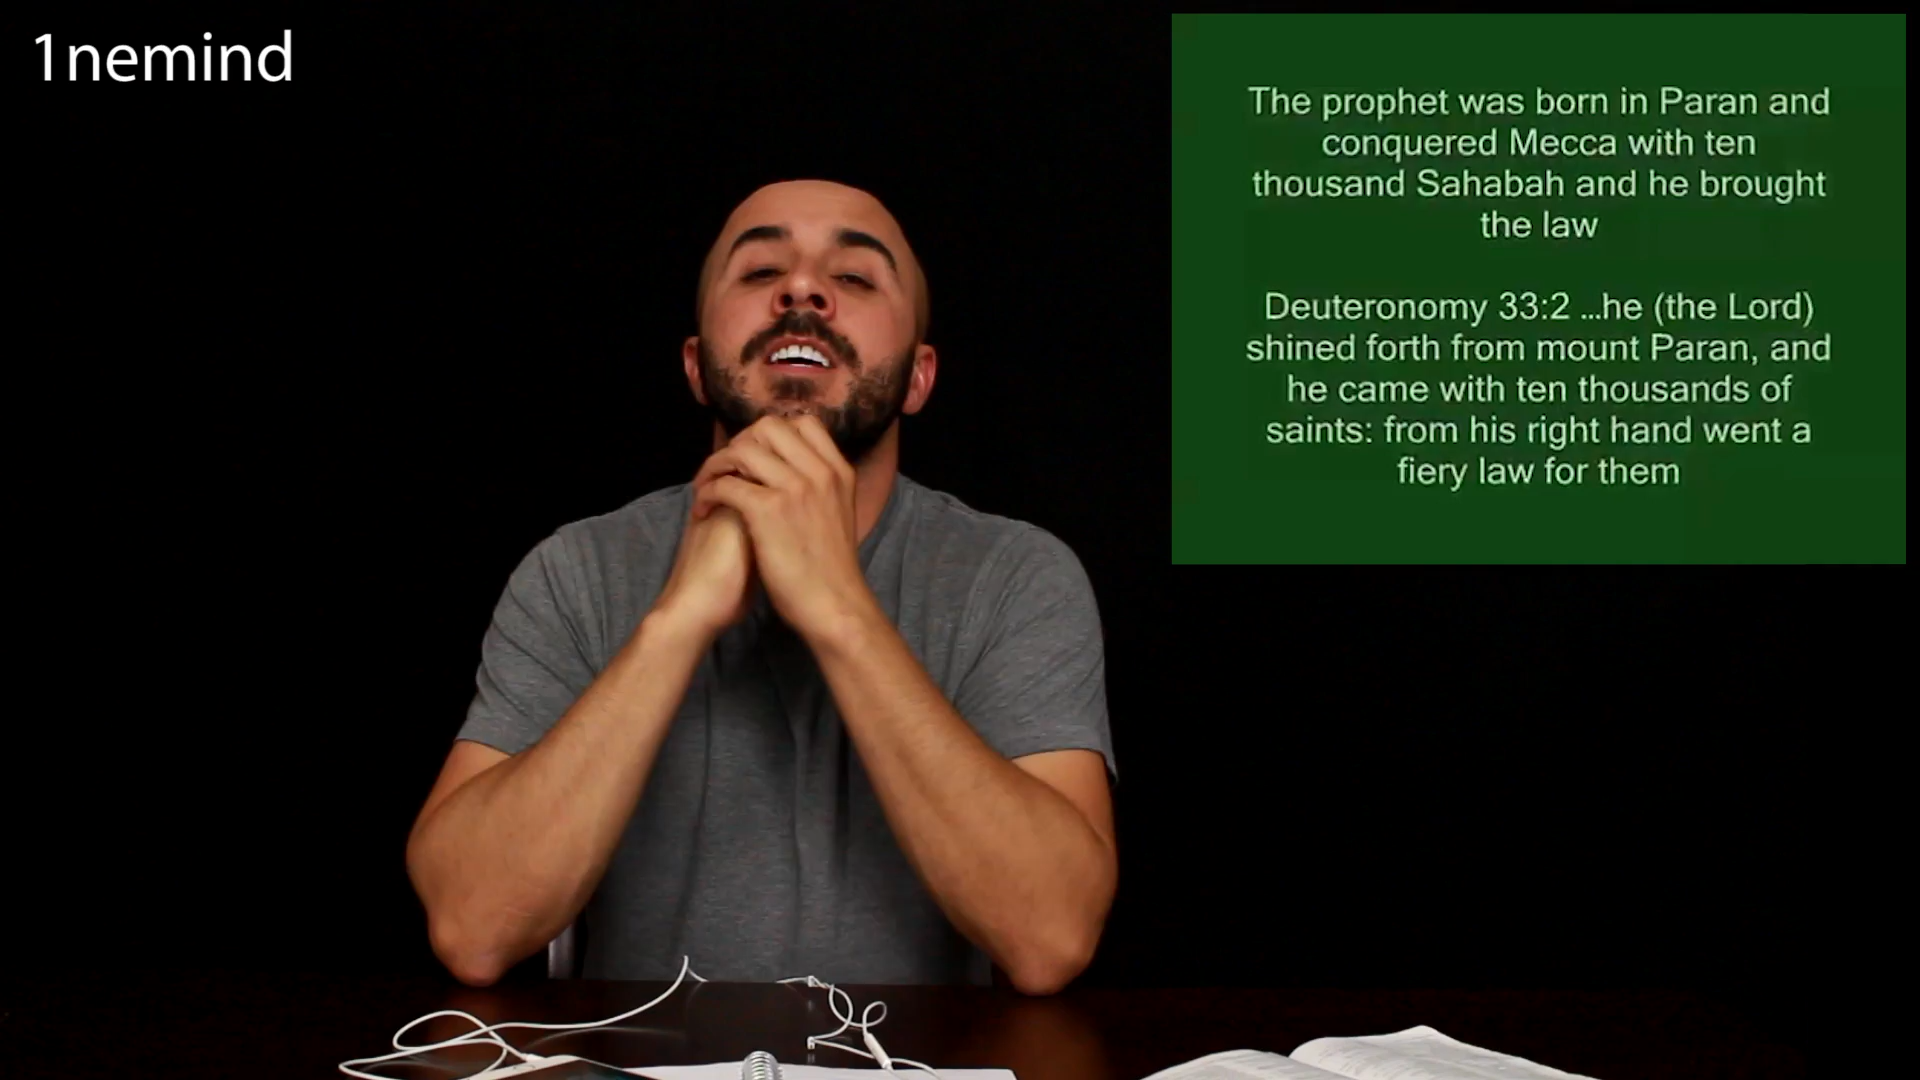 1nemind
The prophet was born in Paran and
conquered Mecca with ten
thousand Sahabah and he brought
the law
Deuteronomy 33:2 ...he (the Lord)
shined forth from mount Paran, and
he came with ten thousands of
saints: from his right hand went a
fiery law for them